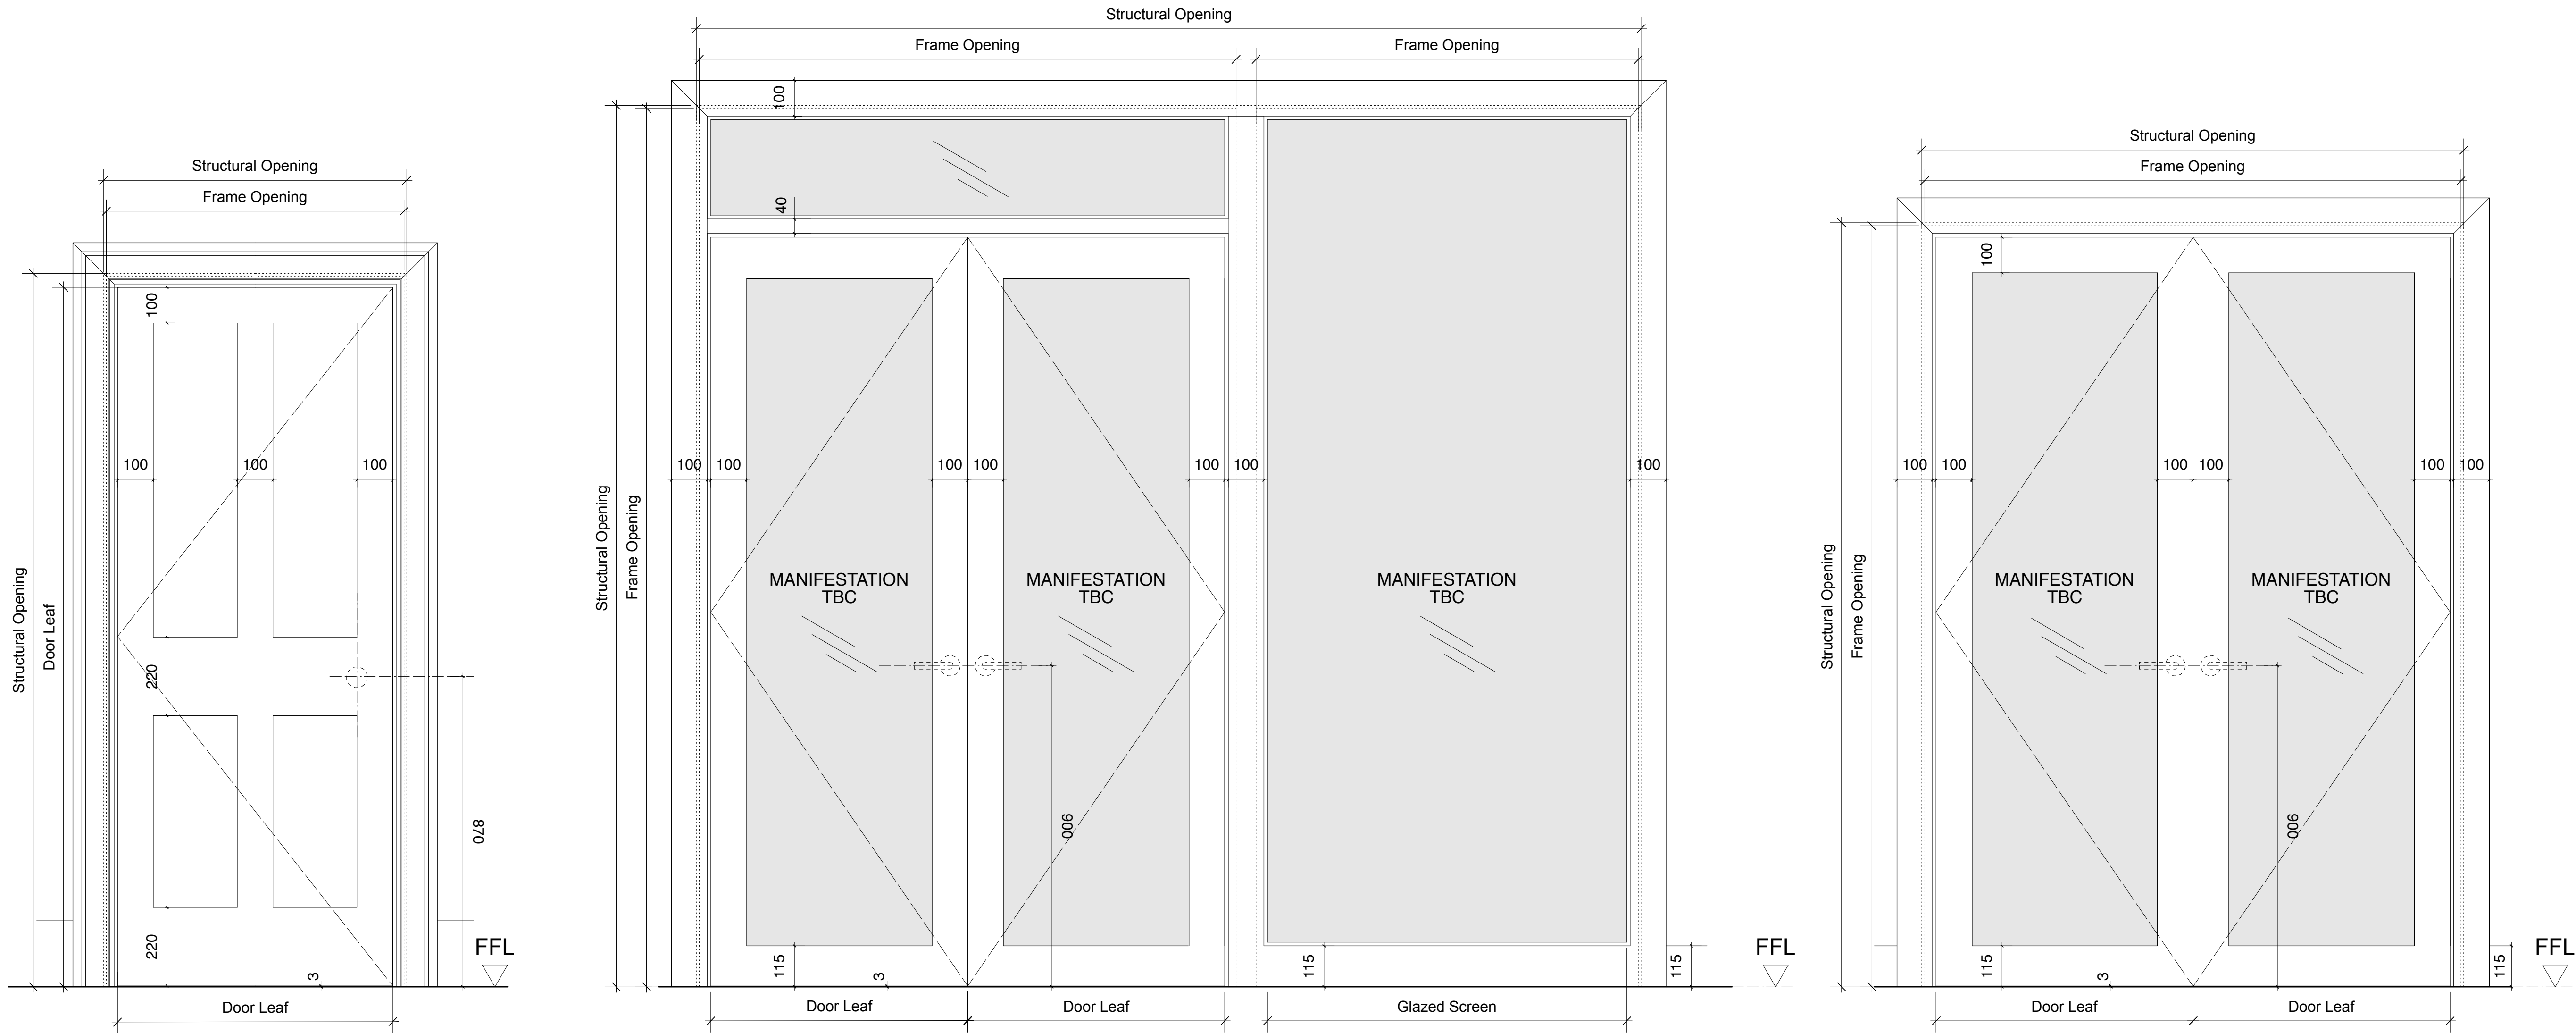 Structural Opening
Frame Opening
100
100
100
100
220
220
3
870
Structural Opening
Door Leaf
Door Leaf
FFL
Structural Opening
Frame Opening
Frame Opening
100
40
100
100
100
100
100
100
100
Structural Opening
Frame Opening
MANIFESTATION
TBC
MANIFESTATION
TBC
MANIFESTATION
TBC
900
115
3
115
115
Door Leaf
Door Leaf
Glazed Screen
FFL
Structural Opening
Frame Opening
100
100
100
100
100
100
100
Structural Opening
Frame Opening
MANIFESTATION
TBC
MANIFESTATION
TBC
900
115
3
115
Door Leaf
Door Leaf
FFL